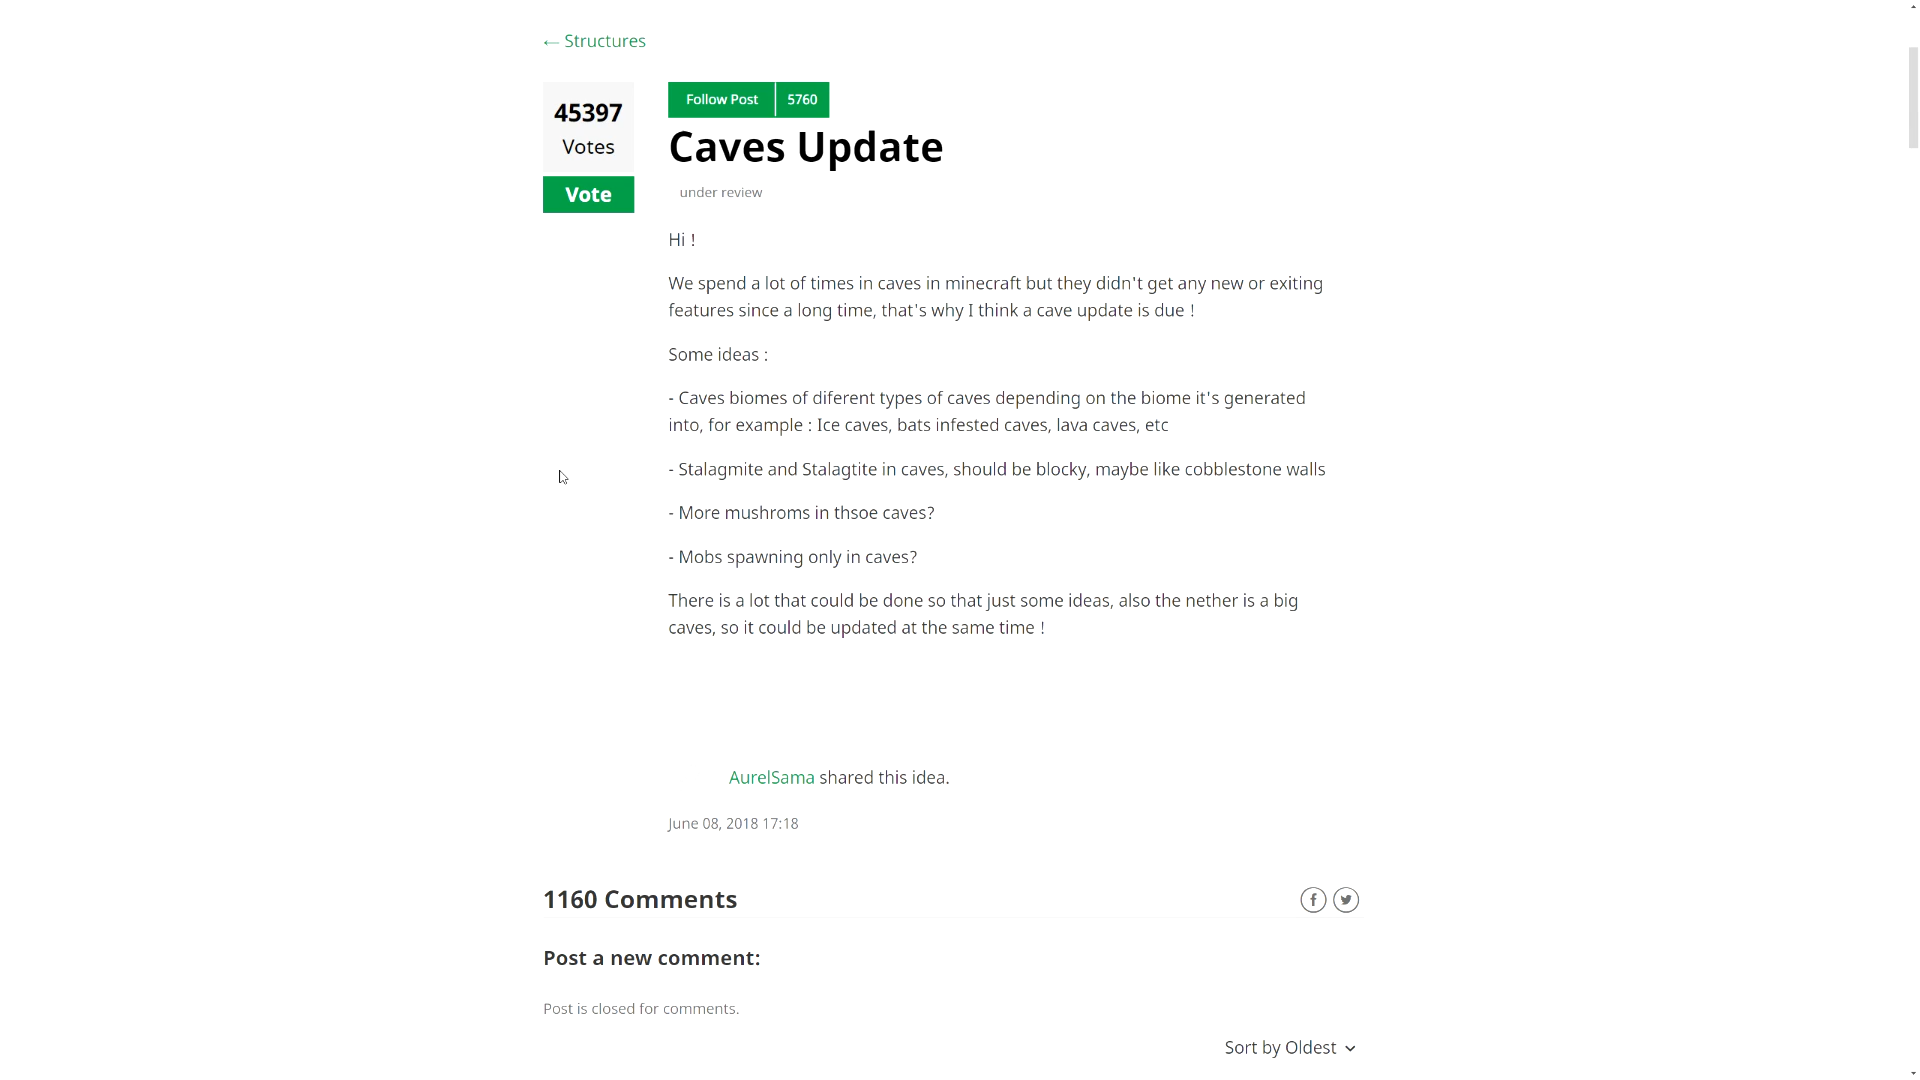 ← Structures
45397
Votes
Vote
Follow Post 5760
Caves Update
under review
Hi !
We spend a lot of times in caves in minecraft but they didn't get any new or exiting
features since a long time, that's why I think a cave update is due !
Some ideas :
- Caves biomes of diferent types of caves depending on the biome it's generated
into, for example : Ice caves, bats infested caves, lava caves, etc
- Stalagmite and Stalagtite in caves, should be blocky, maybe like cobblestone walls
- More mushroms in thsoe caves?
- Mobs spawning only in caves?
There is a lot that could be done so that just some ideas, also the nether is a big
caves, so it could be updated at the same time !
AurelSama shared this idea.
June 08, 2018 17:18
1160 Comments
Post a new comment:
Post is closed for comments.
Sort by Oldest